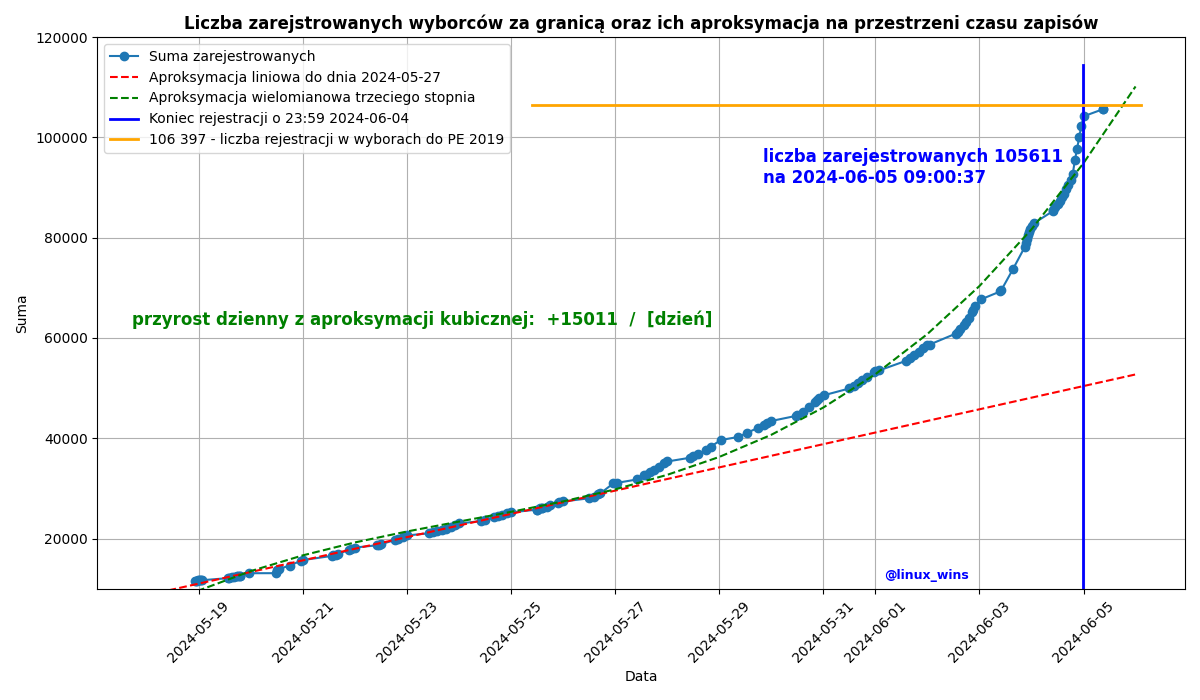 Liczba zarejstrowanych wyborców za granicą oraz ich aproksymacja na przestrzeni czasu zapisów
120000
100000
80000
60000
40000
20000
Suma
Suma zarejestrowanych
Aproksymacja liniowa do dnia 2024-05-27
Aproksymacja wielomianowa trzeciego stopnia
Koniec rejestracji o 23:59 2024-06-04
106 397 - liczba rejestracji w wyborach do PE 2019
liczba zarejestrowanych 105611
na 2024-06-05 09:00:37
przyrost dzienny z aproksymacji kubicznej: +15011 / [dzień]
@linux_wins
2024-05-19
2024-05-21
2024-05-23
2024-05-25
2024-05-27
2024-05-29
2024-05-31
2024-06-01
2024-06-03
2024-06-05
Data